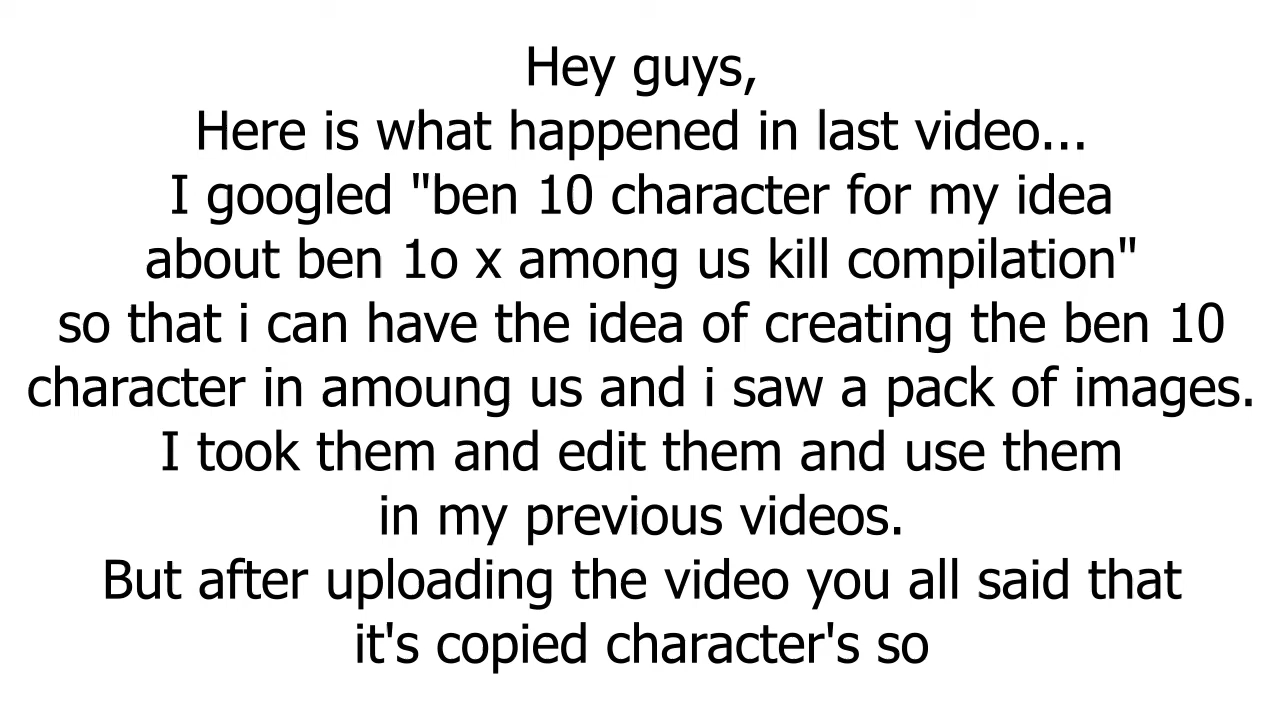 Hey guys,
Here is what happened in last video...
I googled "ben 10 character for my idea
about ben 1o x among us kill compilation"
so that i can have the idea of creating the ben 10
character in amoung us and i saw a pack of images.
I took them and edit them and use them
in my previous videos.
But after uploading the video you all said that
it's copied character's so